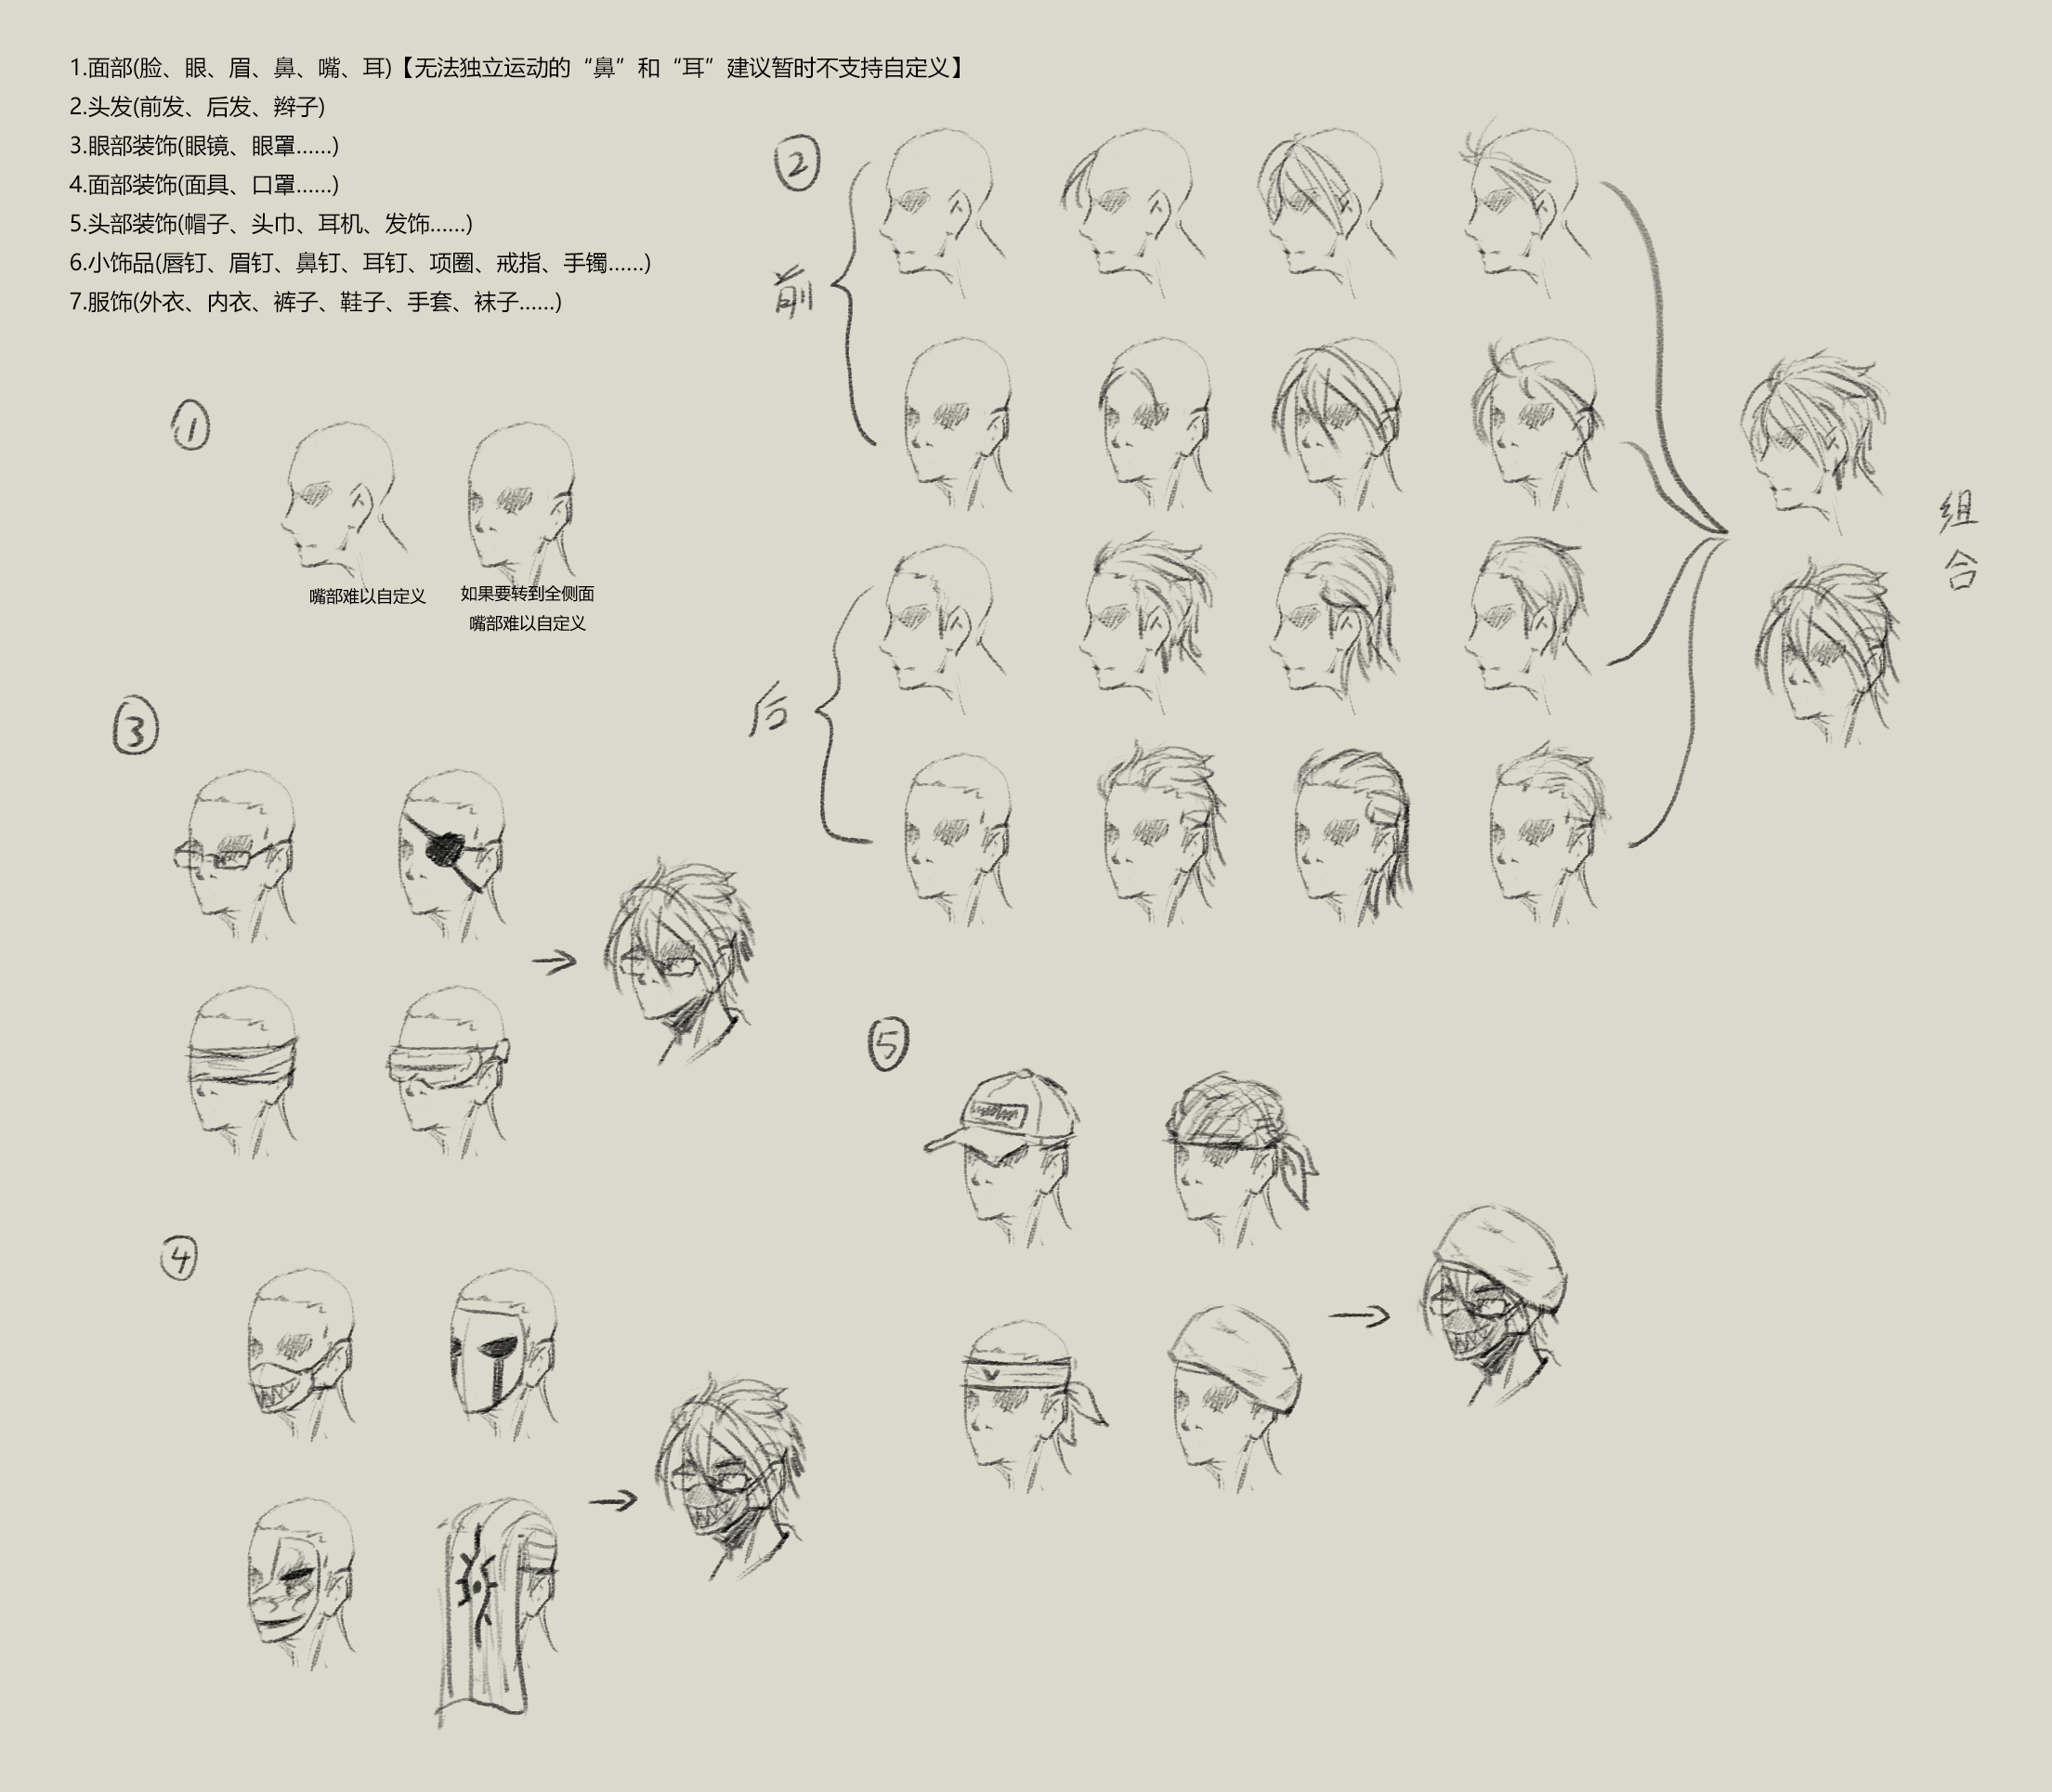 1.面部(脸、眼、眉、鼻、嘴、耳)【无法独立运动的“鼻”和“耳”建议暂时不支持自定义】
2.头发(前发、后发、辫子)
3.眼部装饰(眼镜、眼罩......)
4.面部装饰(面具、口罩......)
5.头部装饰(帽子、头巾、耳机、发饰......)
6.小饰品(唇钉、眉钉、鼻钉、耳钉、项圈、戒指、手镯......)
7.服饰(外衣、内衣、裤子、鞋子、手套、袜子......)
②
前
①
嘴部难以自定义
如果要转到全侧面
嘴部难以自定义
组
合
后
③
⑤
④